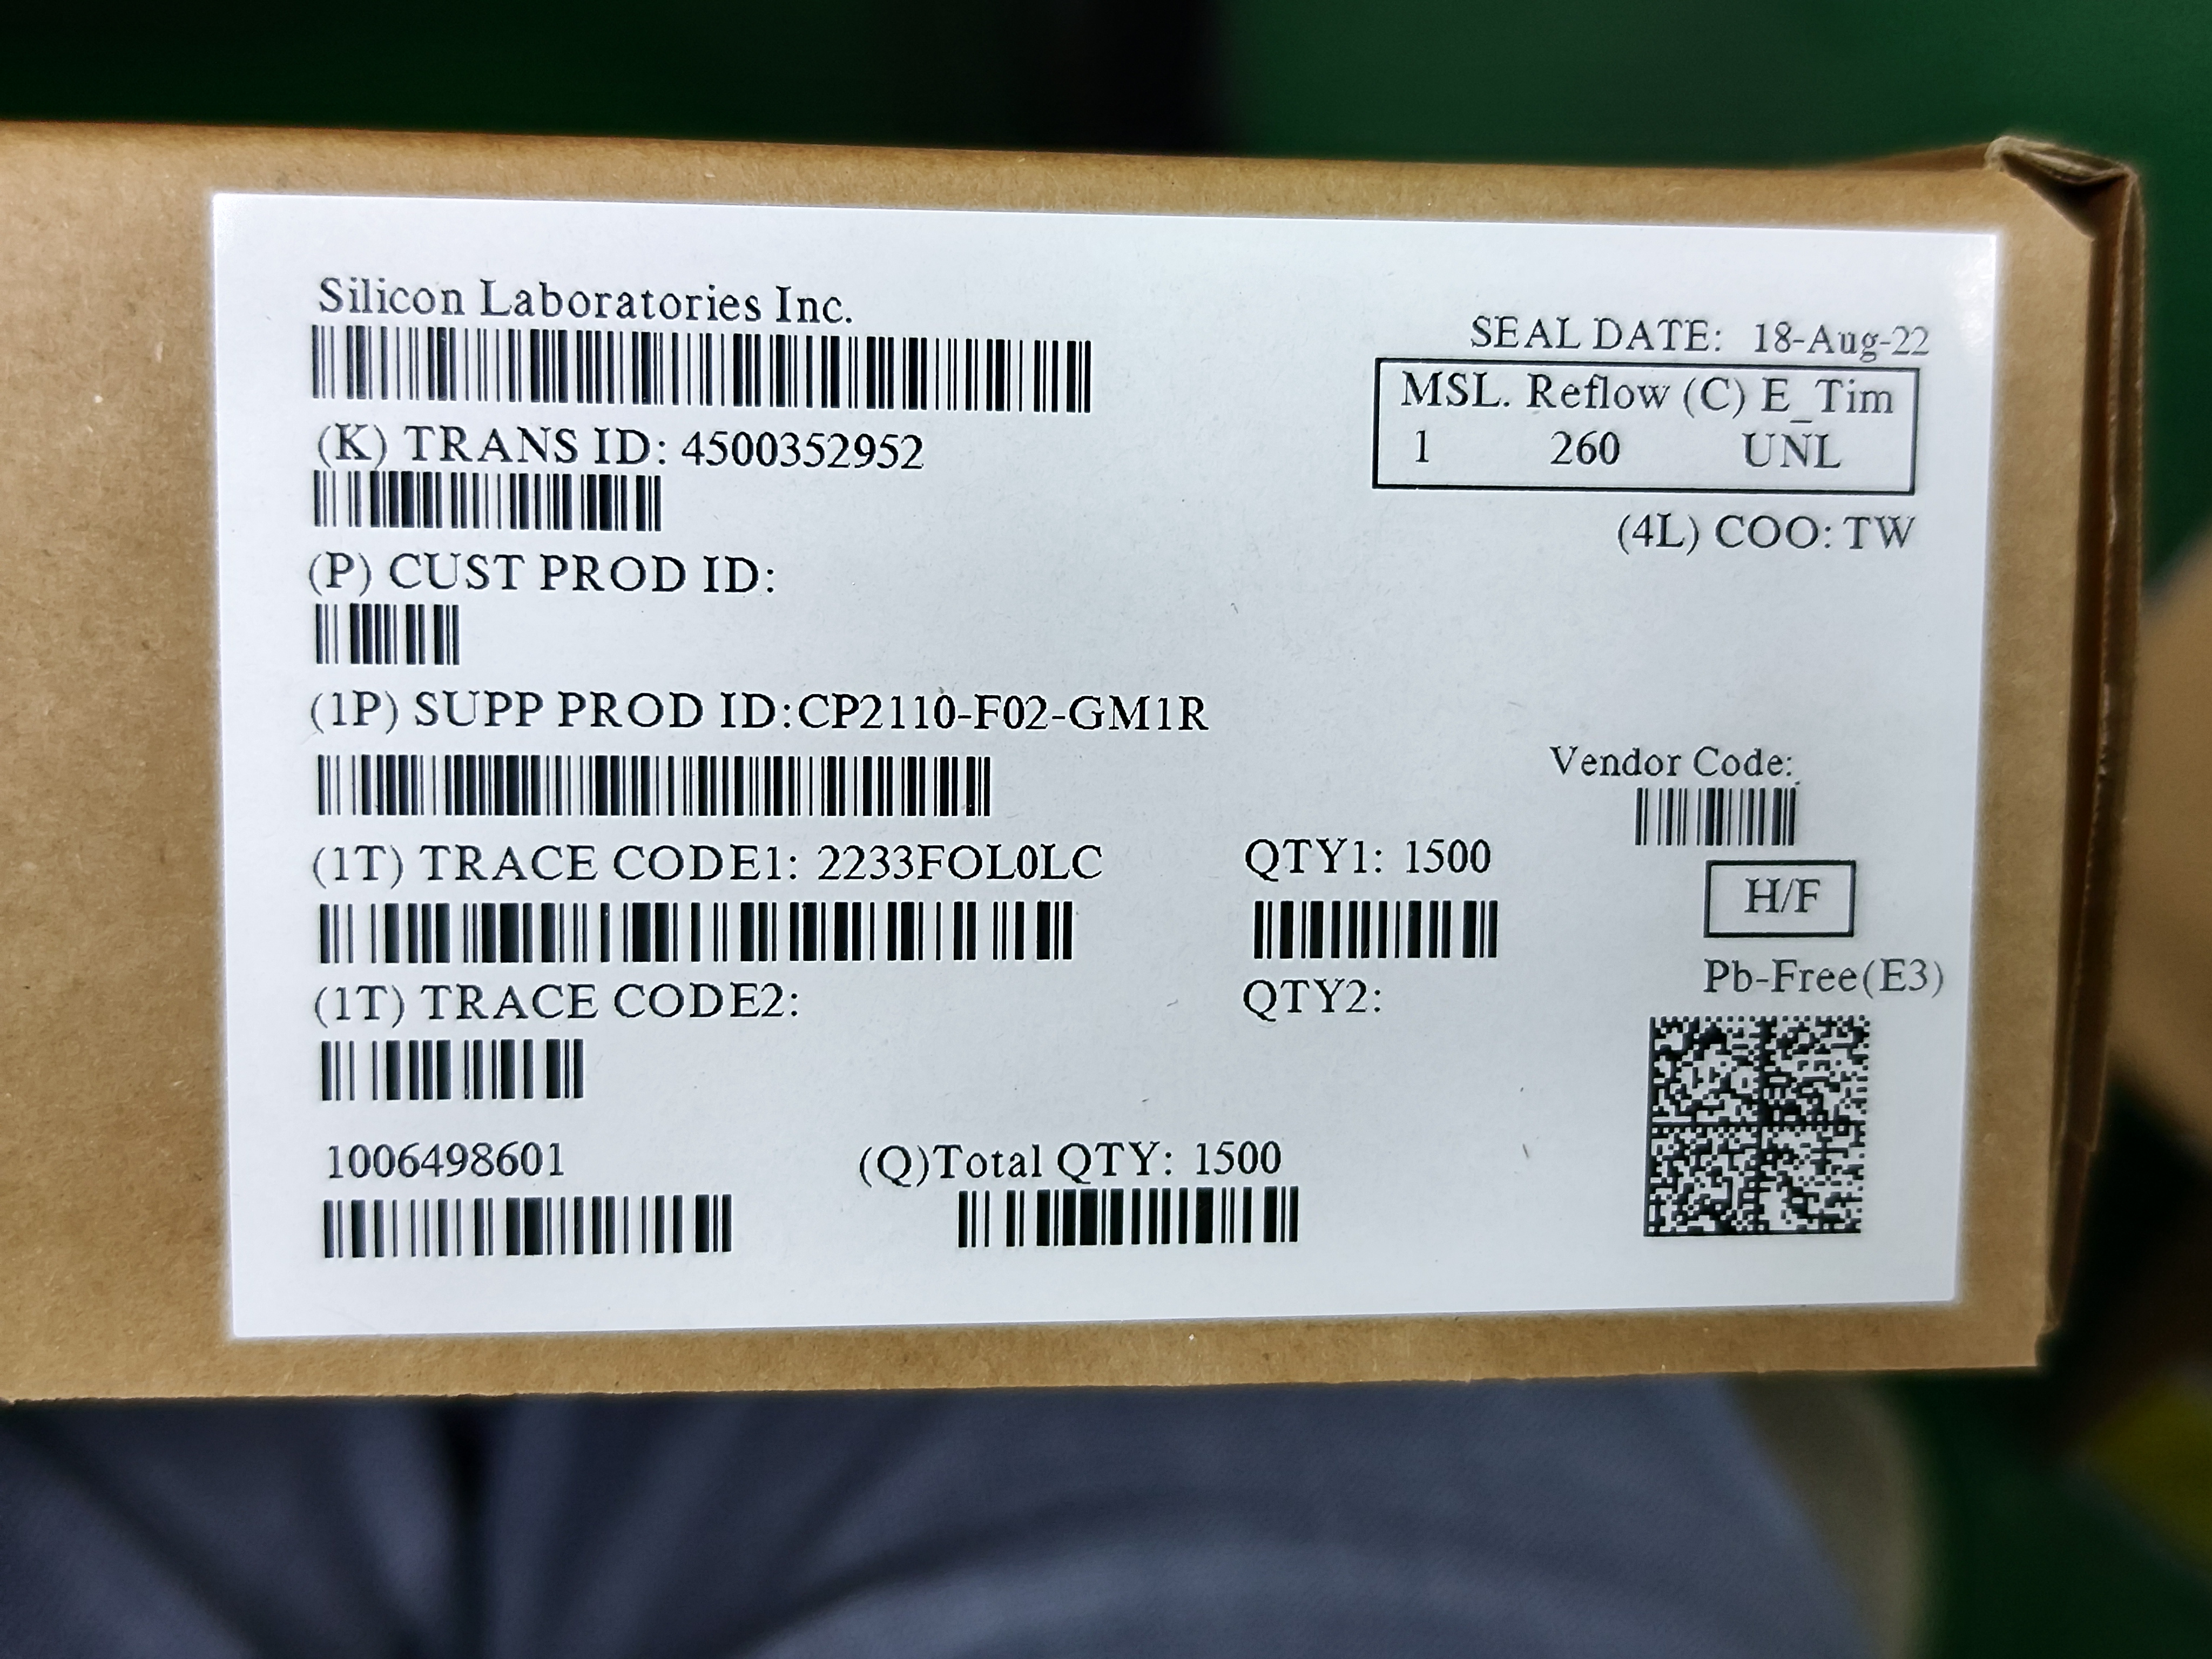 Silicon Laboratories Inc.
SEAL DATE: 18-Aug-22
MSL. Reflow (C) E_Tim
1 260 UNL
(K) TRANS ID: 4500352952
(4L) COO: TW
(P) CUST PROD ID:
(1P) SUPP PROD ID:CP2110-F02-GM1R
Vendor Code:
(1T) TRACE CODE1: 2233FOL0LC QTY1: 1500
H/F
Pb-Free(E3)
(1T) TRACE CODE2: QTY2:
1006498601 (Q)Total QTY: 1500